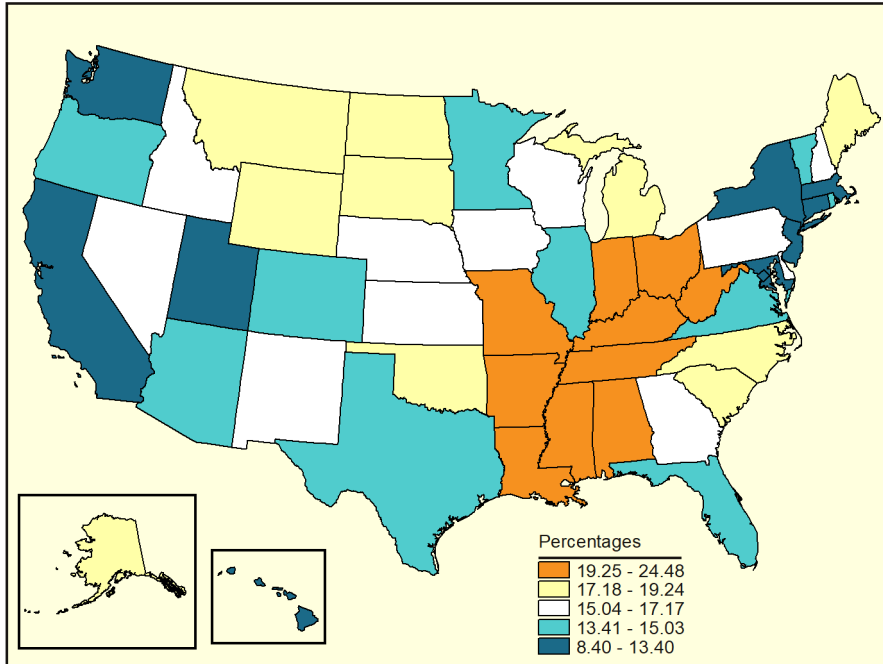 Percentages
19.25 - 24.48
17.18 - 19.24
15.04 - 17.17
13.41 - 15.03
8.40 - 13.40